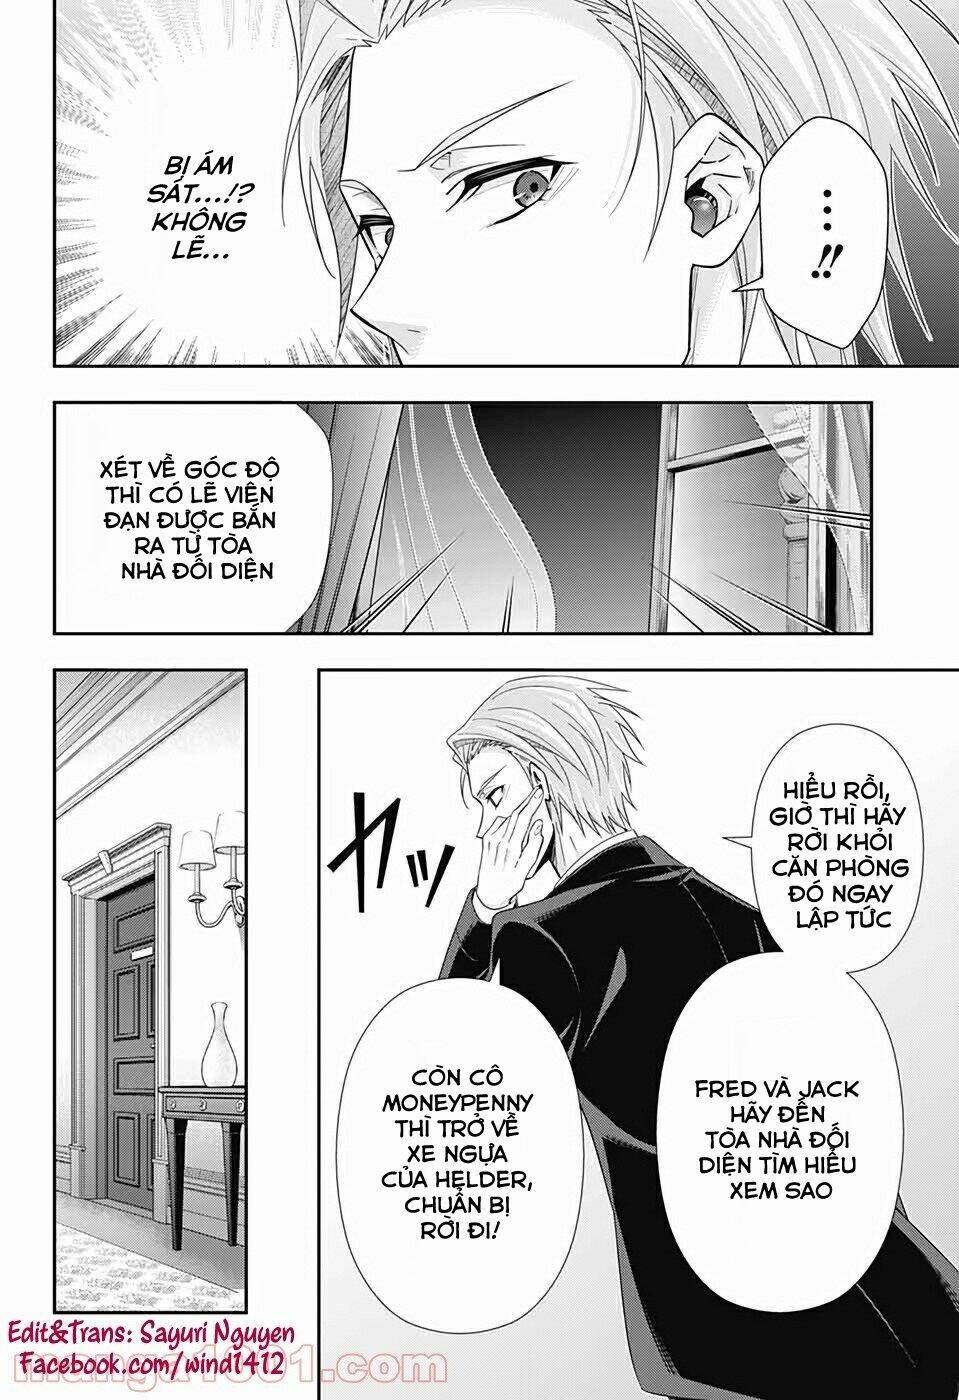 ...!!
BỊ ÁM
SÁT...!?
KHÔNG
LẼ...
XÉT VỀ GÓC ĐỘ
THÌ CÓ LẼ VIÊN
ĐẠN ĐƯỢC BẮN
RA TỪ TÒA
NHÀ ĐỐI DIỆN
HIỂU RỒI,
GIỜ THÌ HÃY
RỜI KHỎI
CĂN PHÒNG
ĐÓ NGAY
LẬP TỨC
FRED VÀ JACK
HÃY ĐẾN
TÒA NHÀ ĐỐI
DIỆN TÌM HIỂU
XEM SAO
ヤッ
CÒN CÔ
MONEYPENNY
THÌ TRỞ VỀ
XE NGỰA
CỦA HELDER,
CHUẨN BỊ
RỜI ĐI!
Edit&Trans: Sayuri Nguyen
Facebook.com/wind1412
manga1001.com